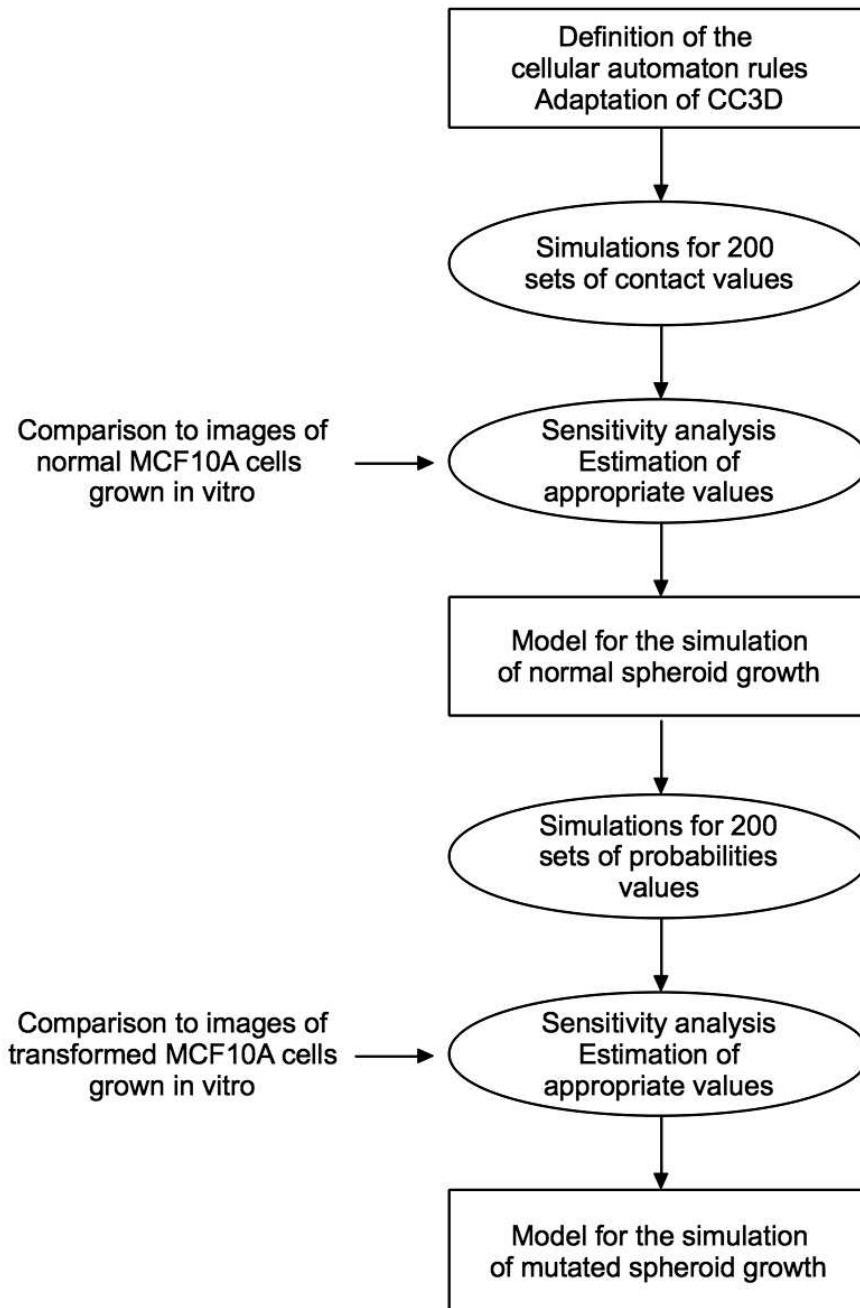 Definition of the
cellular automaton rules
Adaptation of CC3D
Simulations for 200
sets of contact values
Comparison to images of
normal MCF10A cells
grown in vitro
Sensitivity analysis
Estimation of
appropriate values
Model for the simulation
of normal spheroid growth
Simulations for 200
sets of probabilities
values
Comparison to images of
transformed MCF10A cells
grown in vitro
Sensitivity analysis
Estimation of
appropriate values
Model for the simulation
of mutated spheroid growth